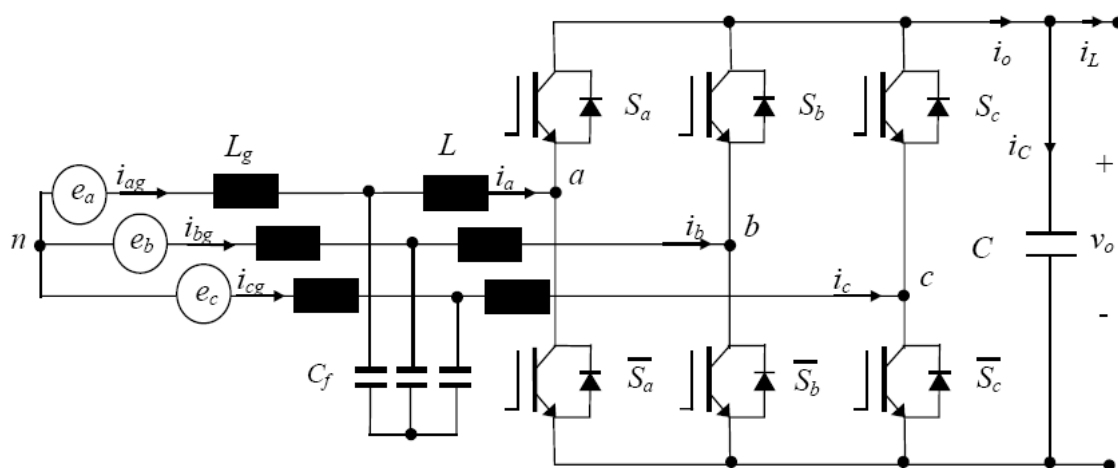 i_o
i_L
S_a
S_b
S_c
L_g
L
i_C
e_a
i_ag
i_a
a
+
n
e_b
i_bg
i_b
b
C
v_o
e_c
i_cg
i_c
c
-
C_f
S̅_a
S̅_b
S̅_c